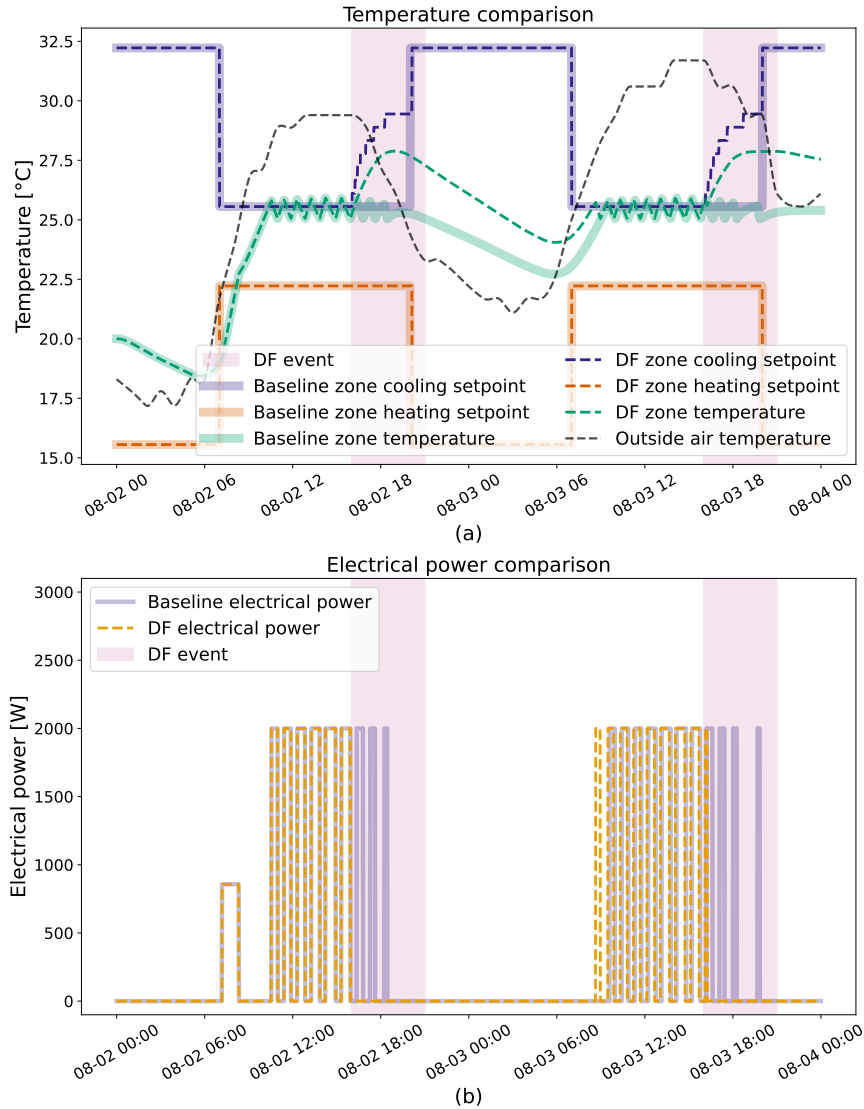 Temperature comparison
32.5
30.0
27.5
25.0
22.5
20.0
17.5
15.0
Temperature [°C]
DF event
Baseline zone cooling setpoint
Baseline zone heating setpoint
Baseline zone temperature
DF zone cooling setpoint
DF zone heating setpoint
DF zone temperature
Outside air temperature
08-02 00
08-02 06
08-02 12
08-02 18
08-03 00
08-03 06
08-03 12
08-03 18
08-04 00
(a)
Electrical power comparison
3000
2500
2000
1500
1000
500
0
Electrical power [W]
Baseline electrical power
DF electrical power
DF event
08-02 00:00
08-02 06:00
08-02 12:00
08-02 18:00
08-03 00:00
08-03 06:00
08-03 12:00
08-03 18:00
08-04 00:00
(b)